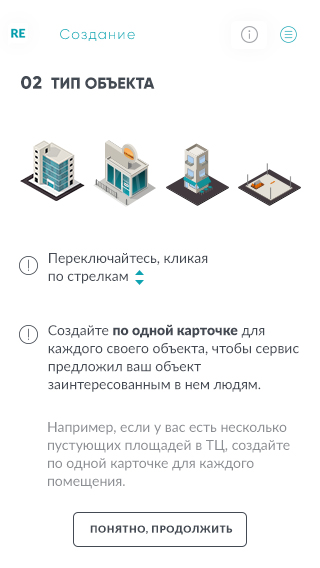 RE Создание
02 ТИП ОБЪЕКТА
Переключайтесь, кликая
по стрелкам
Создайте по одной карточке для
каждого своего объекта, чтобы сервис
предложил ваш объект
заинтересованным в нем людям.
Например, если у вас есть несколько
пустующих площадей в ТЦ, создайте
по одной карточке для каждого
помещения.
ПОНЯТНО, ПРОДОЛЖИТЬ